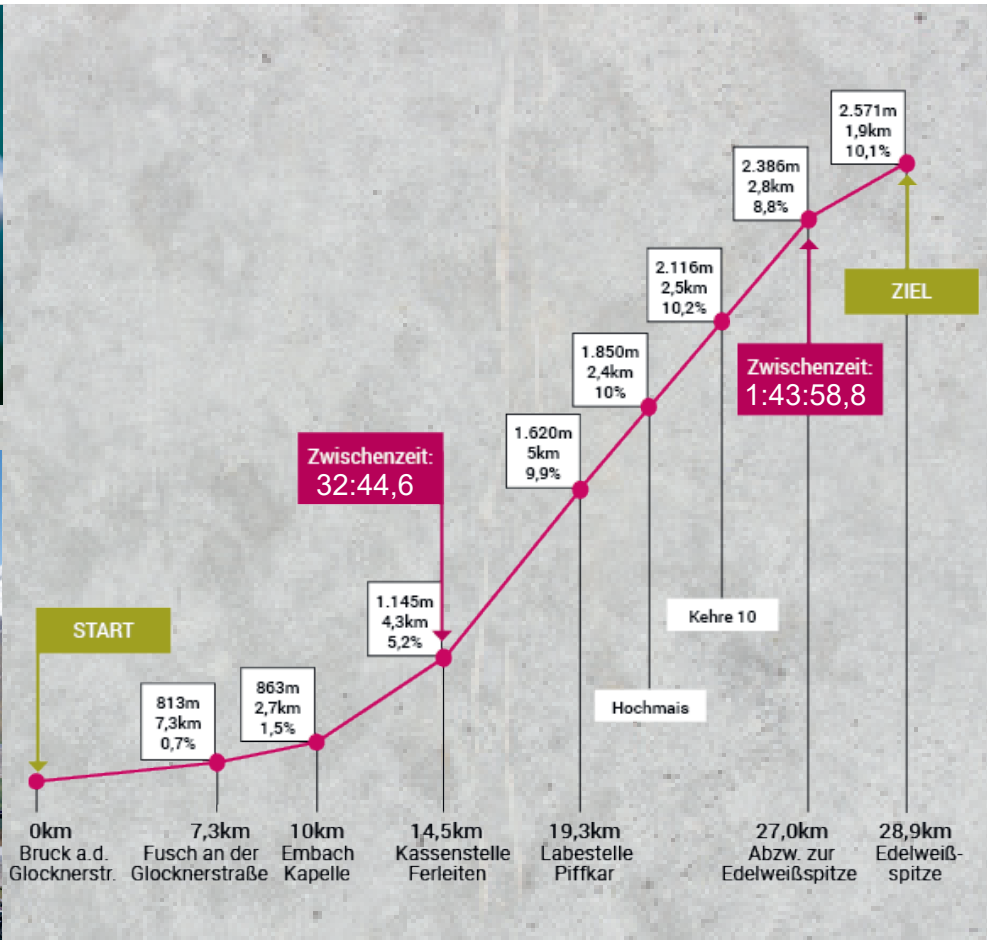 2.571m
1,9km
10,1%
2.386m
2,8km
8,8%
ZIEL
2.116m
2,5km
10,2%
1.850m
2,4km
10%
Zwischenzeit:
1:43:58,8
1.620m
5km
9,9%
Zwischenzeit:
32:44,6
1.145m
4,3km
5,2%
START
Kehre 10
863m
2,7km
1,5%
813m
7,3km
0,7%
Hochmais
0km
Bruck a.d.
Glocknerstr.
7,3km
Fusch an der
Glocknerstraße
10km
Embach
Kapelle
14,5km
Kassenstelle
Ferleiten
19,3km
Labestelle
Piffkar
27,0km
Abzw. zur
Edelweißspitze
28,9km
Edelweiß-
spitze